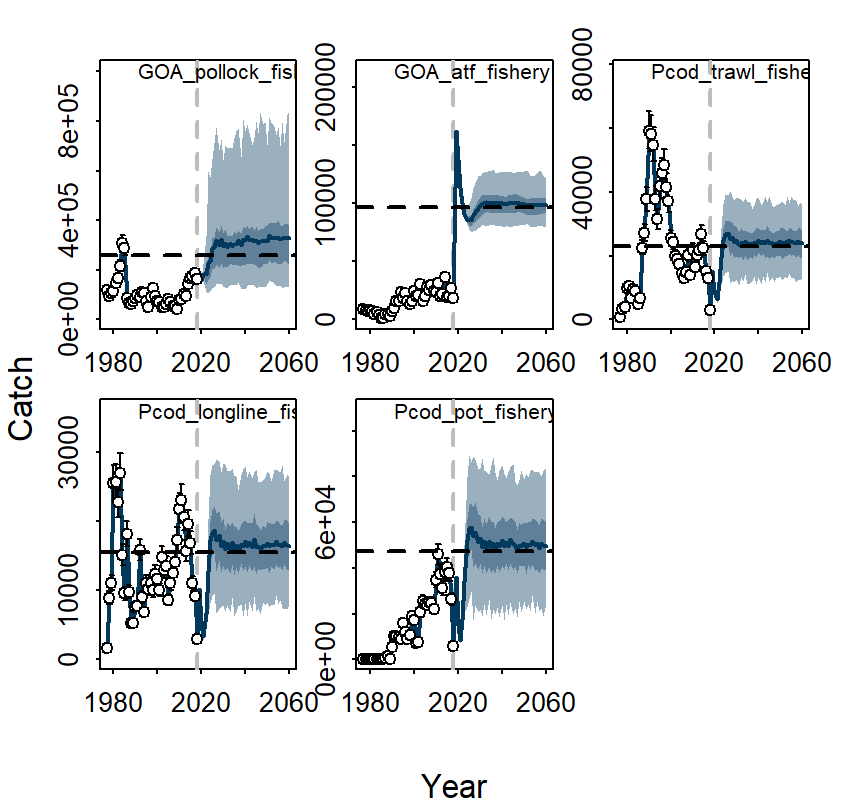 GOA_pollock_fis
0e+00
4e+05
8e+05
1980 2020 2060
GOA_atf_fishery
0
100000
200000
1980 2020 2060
Pcod_trawl_fishe
0
40000
80000
1980 2020 2060
Pcod_longline_fis
0
10000
30000
1980 2020 2060
Pcod_pot_fishery
0e+00
6e+04
1980 2020 2060
Catch
Year